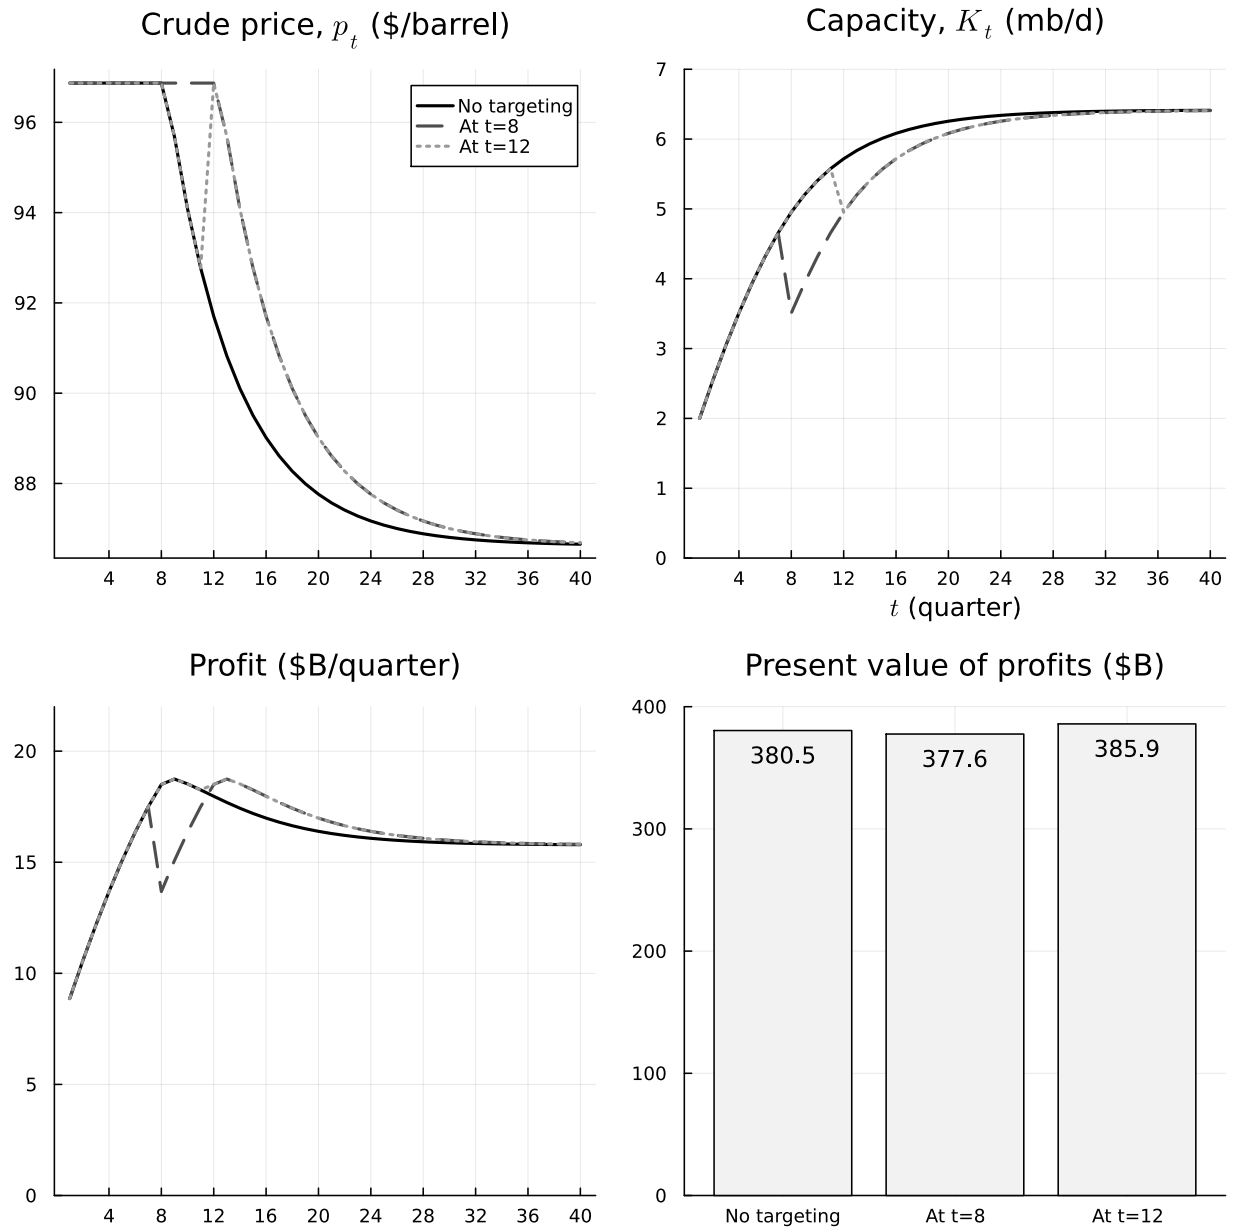 Crude price, pₜ ($/barrel)
Capacity, Kₜ (mb/d)
No targeting
At t=8
At t=12
96
94
92
90
88
4 8 12 16 20 24 28 32 36 40
7
6
5
4
3
2
1
0
4 8 12 16 20 24 28 32 36 40
t (quarter)
Profit ($B/quarter)
Present value of profits ($B)
20
15
10
5
0
4 8 12 16 20 24 28 32 36 40
400
300
200
100
0
380.5 377.6 385.9
No targeting At t=8 At t=12